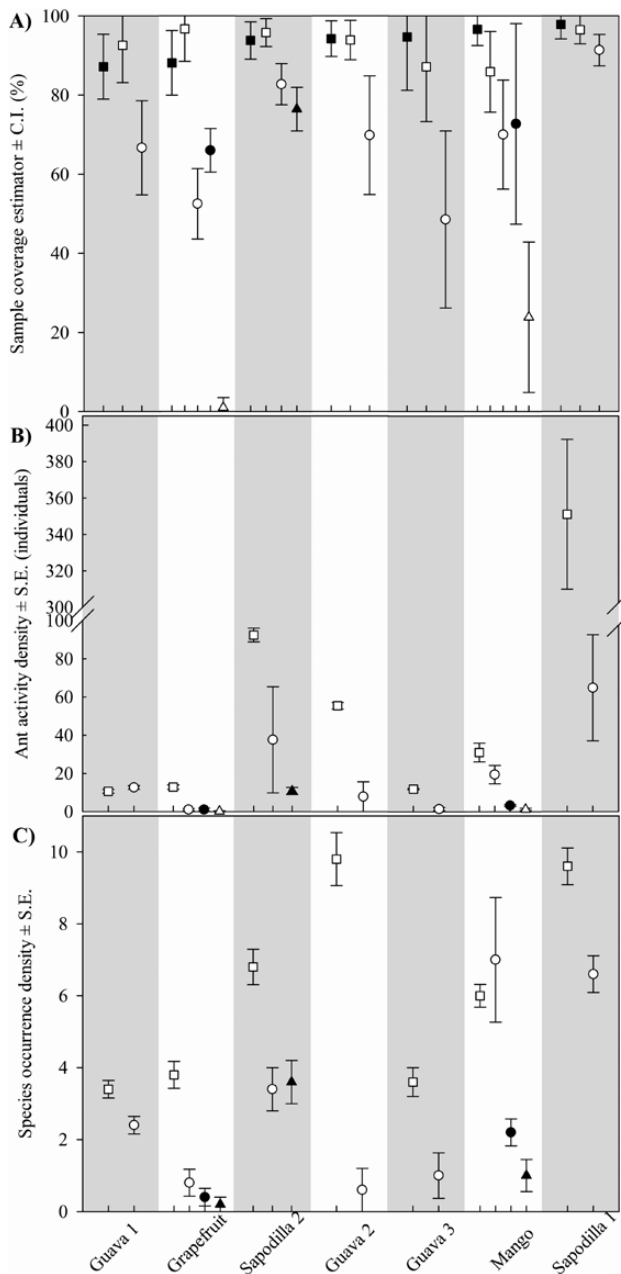 A)
Sample coverage estimator ± C.I. (%)
100
80
60
40
20
0
B)
Ant activity density ± S.E. (individuals)
400
380
360
340
320
300
100
80
60
40
20
0
C)
Species occurrence density ± S.E.
10
8
6
4
2
0
Guava 1
Grapefruit
Sapodilla 2
Guava 2
Guava 3
Mango
Sapodilla 1